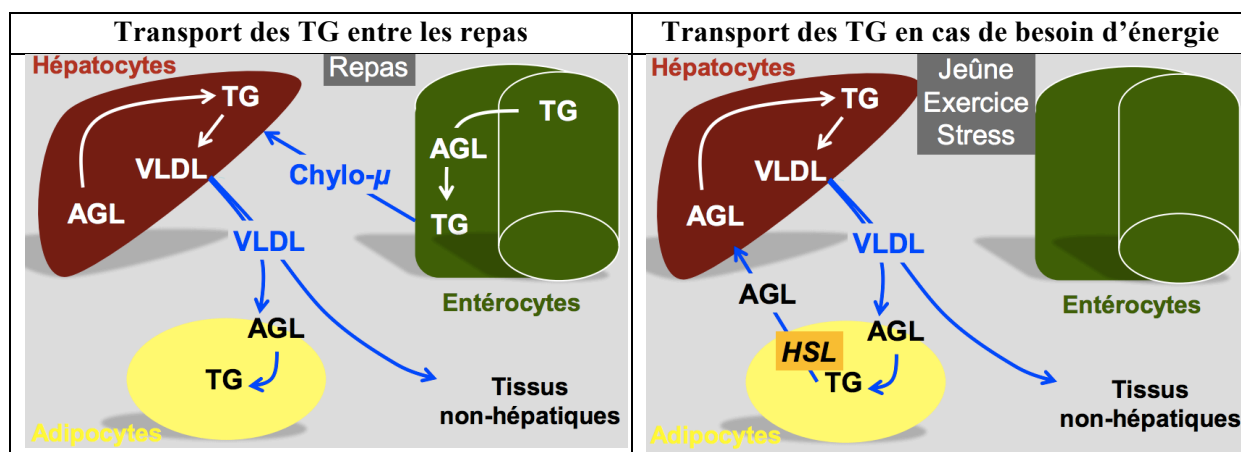 Transport des TG entre les repas
Hépatocytes
Repas
TG
TG
AGL
VLDL
Chylo-µ
AGL
TG
VLDL
Entérocytes
AGL
TG
Tissus
non-hépatiques
Adipocytes
Transport des TG en cas de besoin d’énergie
Hépatocytes
Jeûne
Exercice
Stress
TG
VLDL
AGL
VLDL
AGL
Entérocytes
AGL
HSL
TG
Tissus
non-hépatiques
Adipocytes